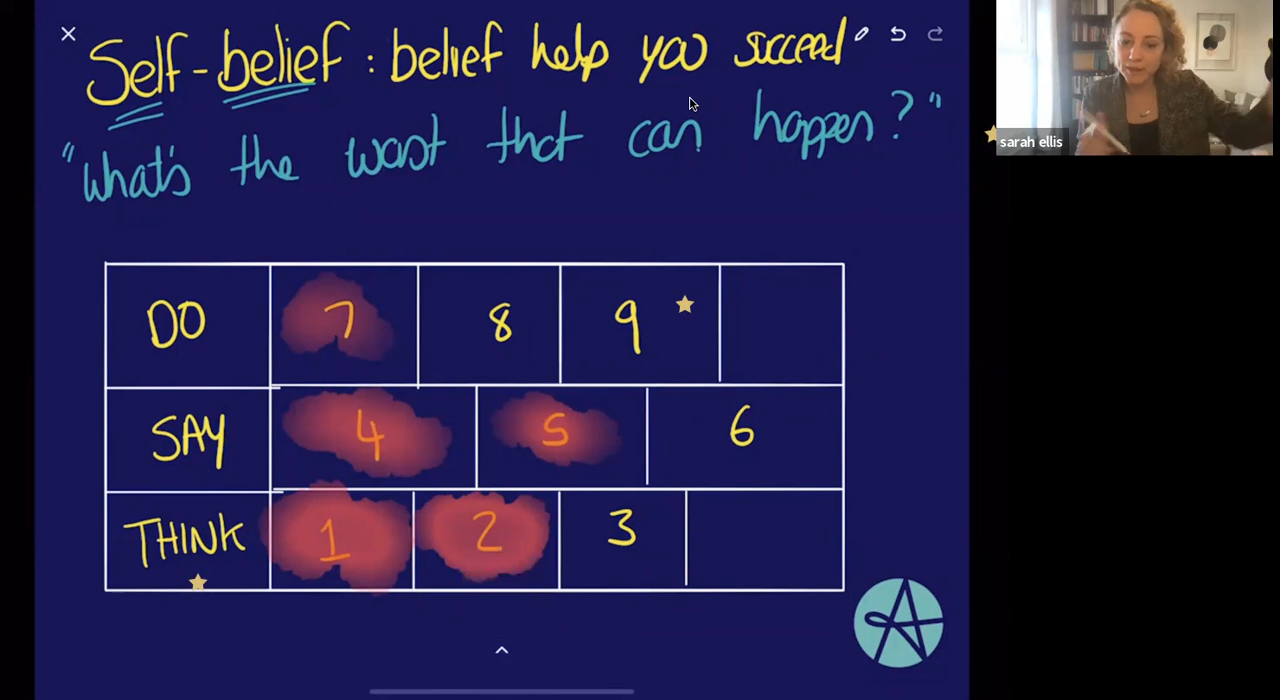 Self-belief : belief help you succeed
"What's the worst that can happen?"
sarah ellis
DO 7 8 9
SAY 4 5 6
THINK 1 2 3
A